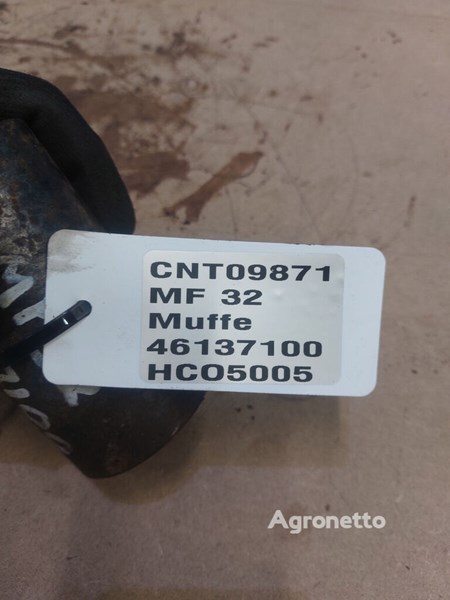 CNT09871
MF 32
Muffe
46137100
HCO5005
Agronetto